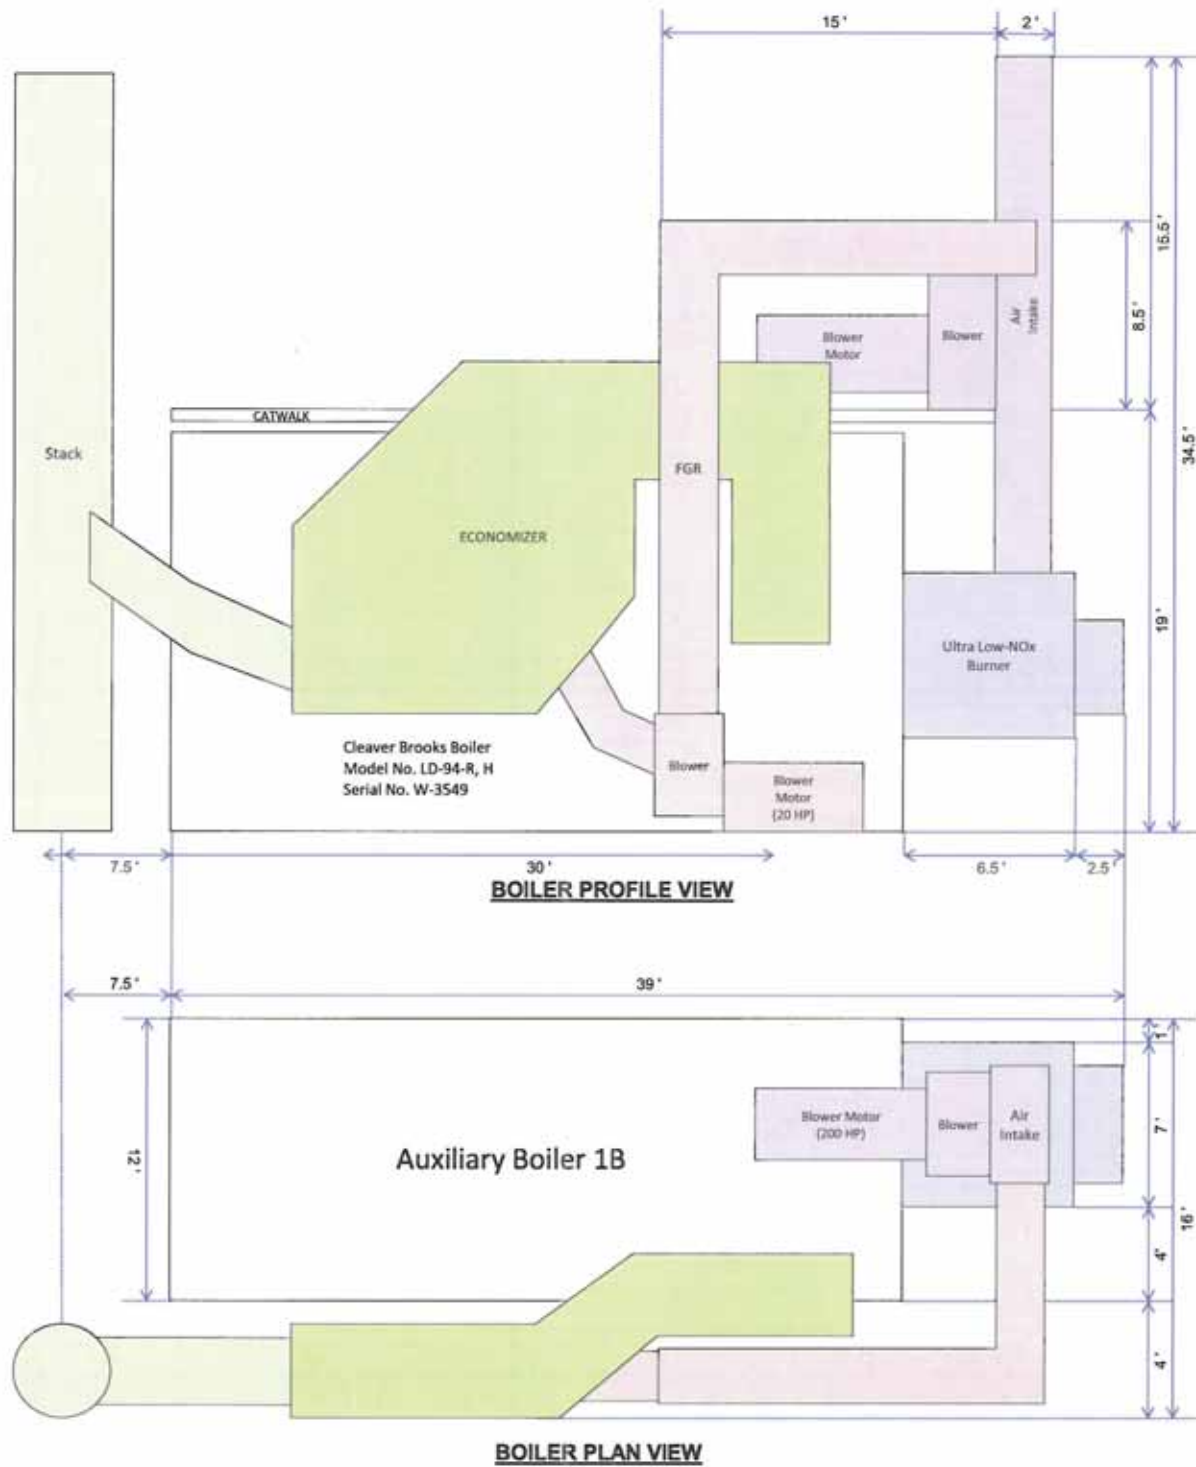 15'
2'
15.5'
8.5'
34.5'
Air
Intake
Blower
Motor
Blower
CATWALK
Stack
FGR
ECONOMIZER
19'
Ultra Low-NOx
Burner
Cleaver Brooks Boiler
Model No. LD-94-R, H
Serial No. W-3549
Blower
Blower
Motor
(20 HP)
7.5'
30'
6.5'
2.5'
BOILER PROFILE VIEW
7.5'
39'
1'
Blower Motor
(200 HP)
Blower
Air
Intake
7'
12'
Auxiliary Boiler 1B
16'
4'
4'
BOILER PLAN VIEW